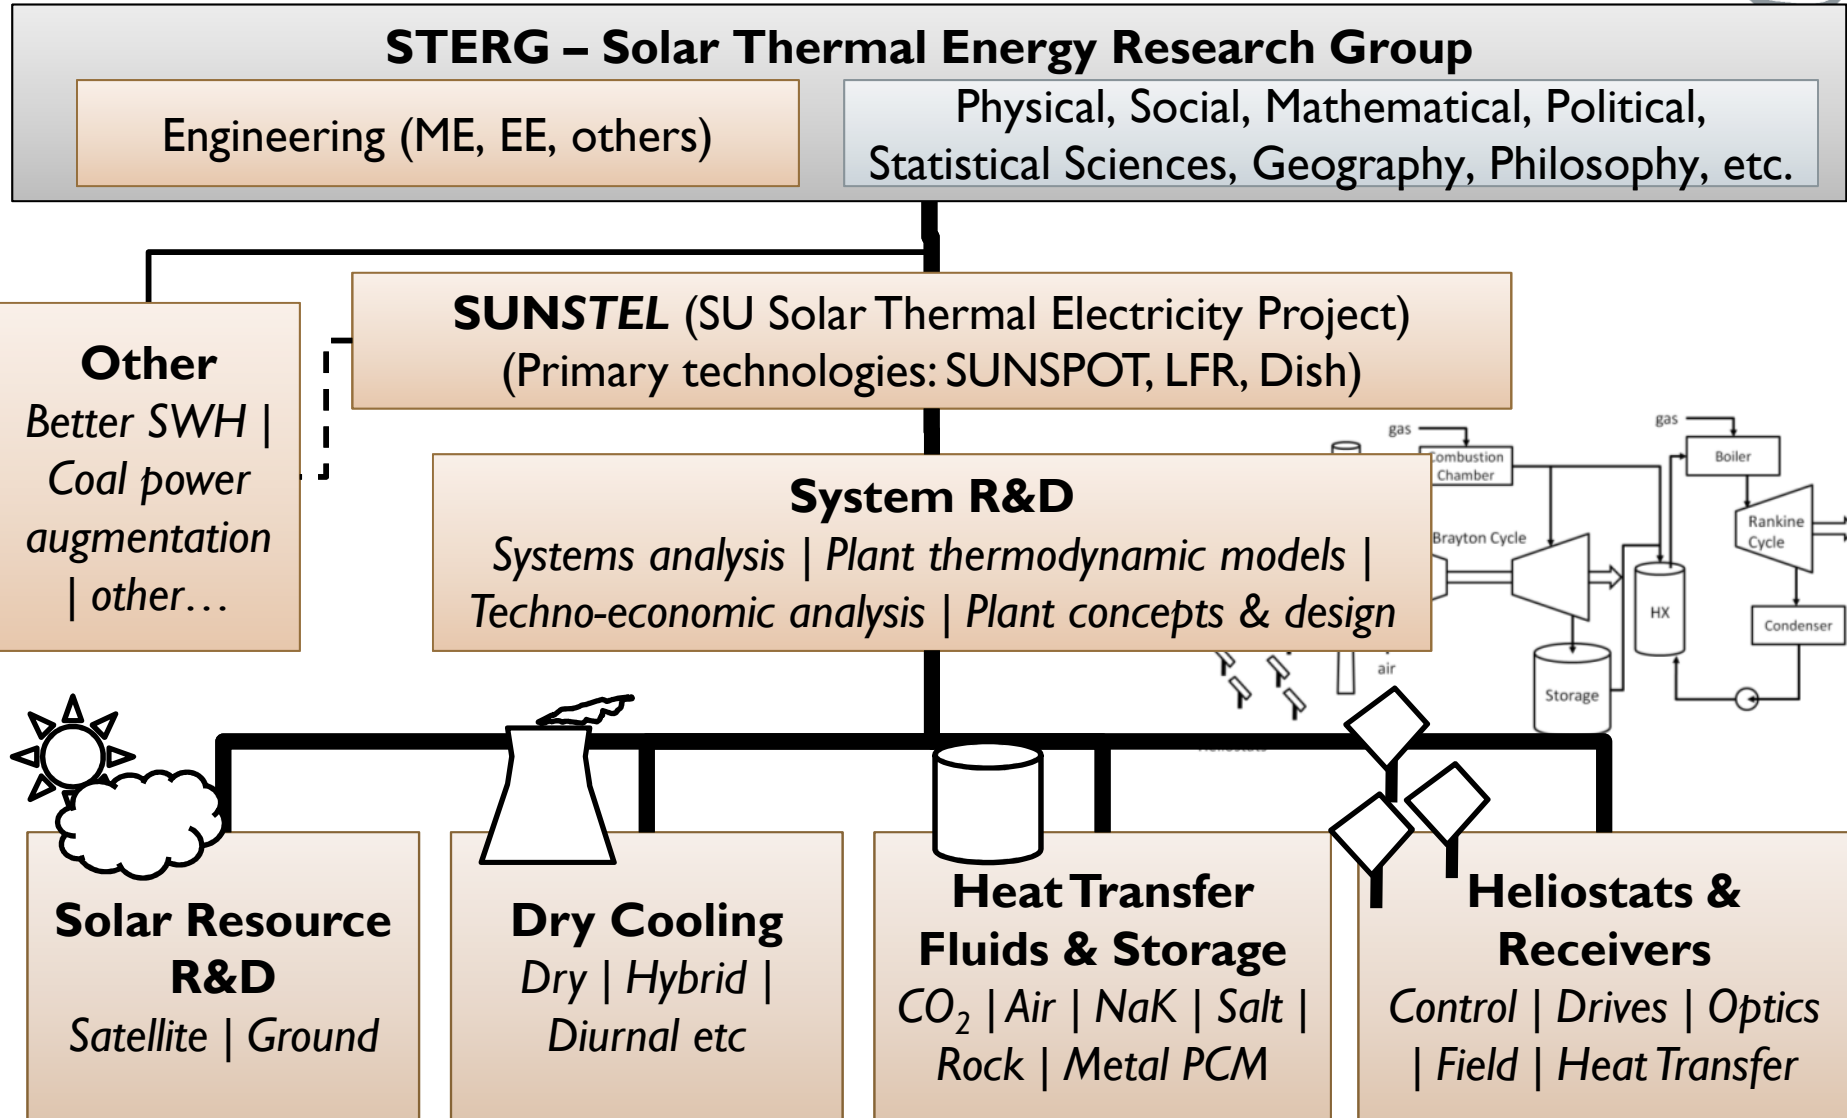 STERG – Solar Thermal Energy Research Group
Engineering (ME, EE, others)
Physical, Social, Mathematical, Political,
Statistical Sciences, Geography, Philosophy, etc.
SUNSTEL (SU Solar Thermal Electricity Project)
(Primary technologies: SUNSPOT, LFR, Dish)
Other
Better SWH |
Coal power
augmentation
| other…
System R&D
Systems analysis | Plant thermodynamic models |
Techno-economic analysis | Plant concepts & design
gas
Combustion
Chamber
Brayton Cycle
gas
Boiler
Rankine
Cycle
HX
Condenser
Storage
air
Heliostats
Solar Resource
R&D
Satellite | Ground
Dry Cooling
Dry | Hybrid |
Diurnal etc
Heat Transfer
Fluids & Storage
CO₂ | Air | NaK | Salt |
Rock | Metal PCM
Heliostats &
Receivers
Control | Drives | Optics
| Field | Heat Transfer